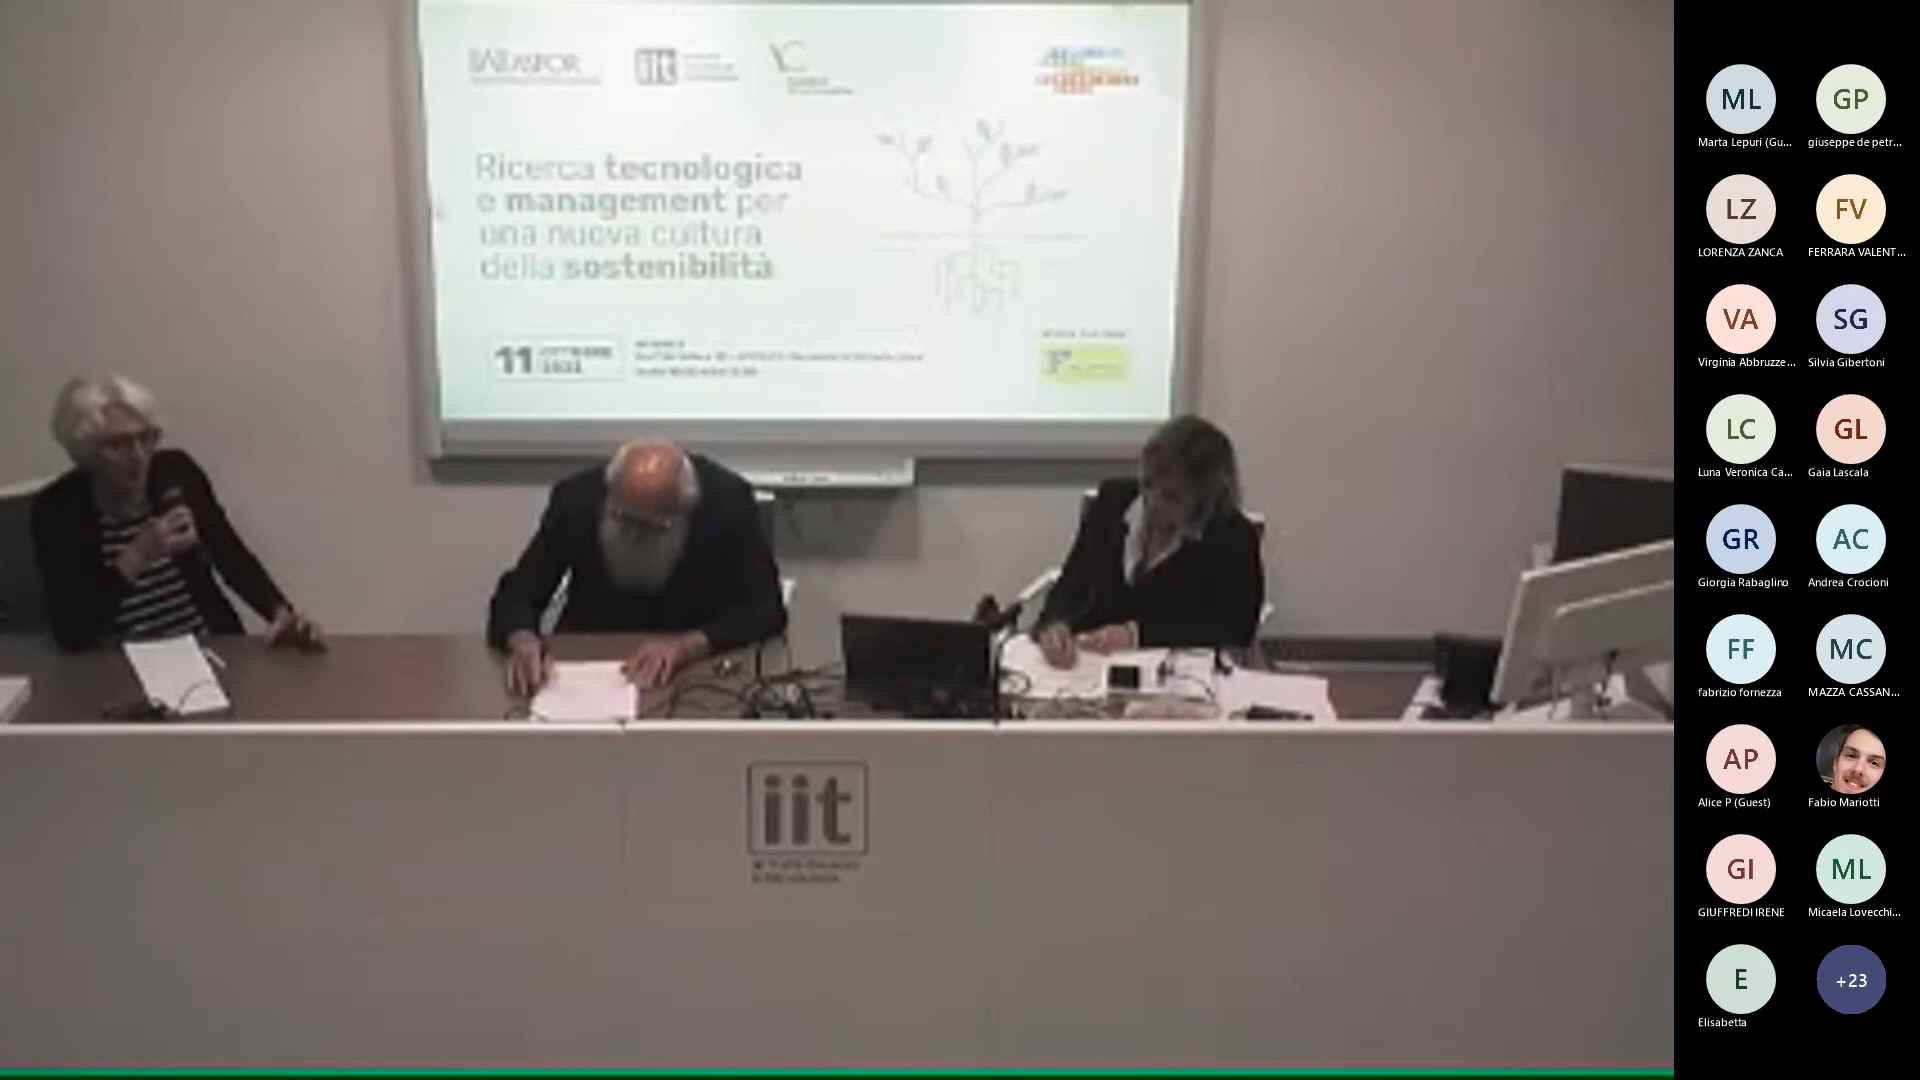 ASFOR
iit
Ricerca tecnologica
e management per
una nuova cultura
della sostenibilità
11
iit
ML
Marta Lepuri (Gu...
GP
giuseppe de petr...
LZ
LORENZA ZANCA
FV
FERRARA VALENT...
VA
Virginia Abbruzze...
SG
Silvia Gibertoni
LC
Luna Veronica Ca...
GL
Gaia Lascala
GR
Giorgia Rabaglino
AC
Andrea Crocioni
FF
fabrizio fornezza
MC
MAZZA CASSAN...
AP
Alice P (Guest)
Fabio Mariotti
GI
GIUFFREDI IRENE
ML
Micaela Lovecchi...
E
Elisabetta
+23